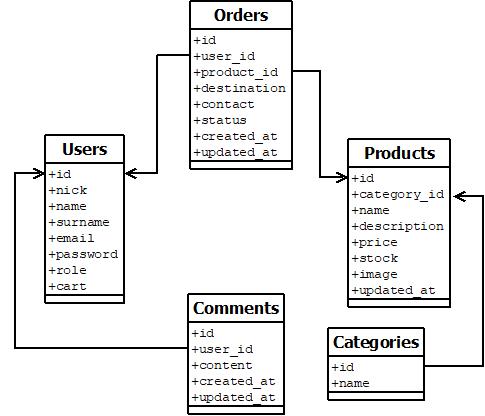 Orders
+id
+user_id
+product_id
+destination
+contact
+status
+created_at
+updated_at
Users
+id
+nick
+name
+surname
+email
+password
+role
+cart
Products
+id
+category_id
+name
+description
+price
+stock
+image
+updated_at
Comments
+id
+user_id
+content
+created_at
+updated_at
Categories
+id
+name